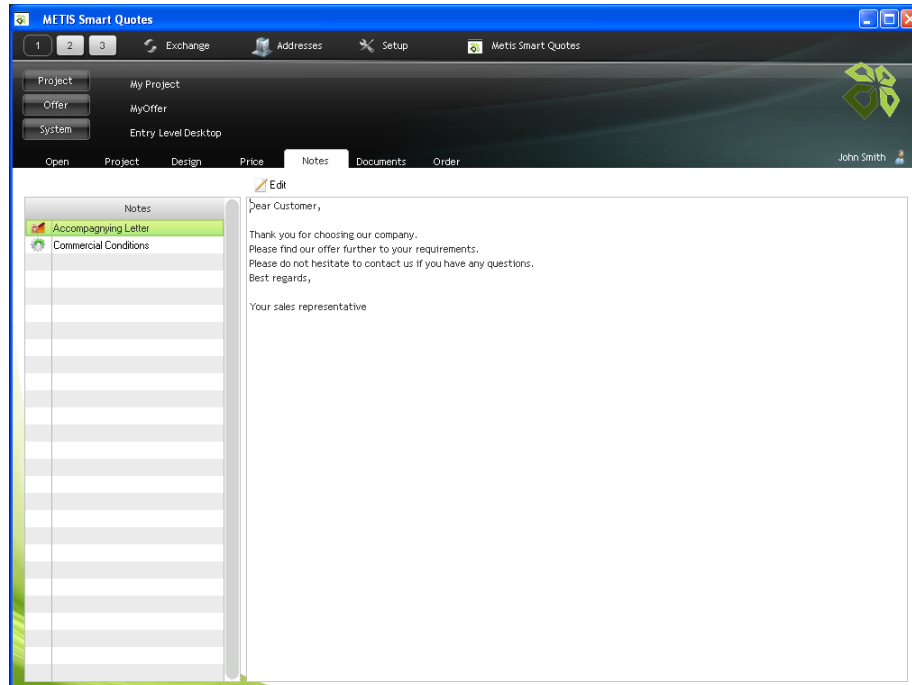 METIS Smart Quotes
1 2 3 Exchange Addresses Setup Metis Smart Quotes
Project My Project
Offer MyOffer
System Entry Level Desktop
Open Project Design Price Notes Documents Order John Smith
Edit
Notes
Accompagnying Letter
Commercial Conditions
Dear Customer,
Thank you for choosing our company.
Please find our offer further to your requirements.
Please do not hesitate to contact us if you have any questions.
Best regards,
Your sales representative